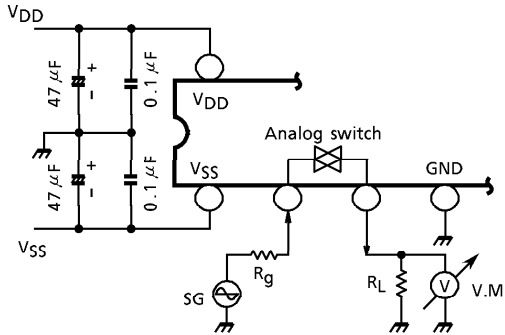 VDD
47 μF
+
−
0.1 μF
VDD
Analog switch
47 μF
+
−
0.1 μF
VSS
GND
VSS
Rg
SG
RL
V
V.M